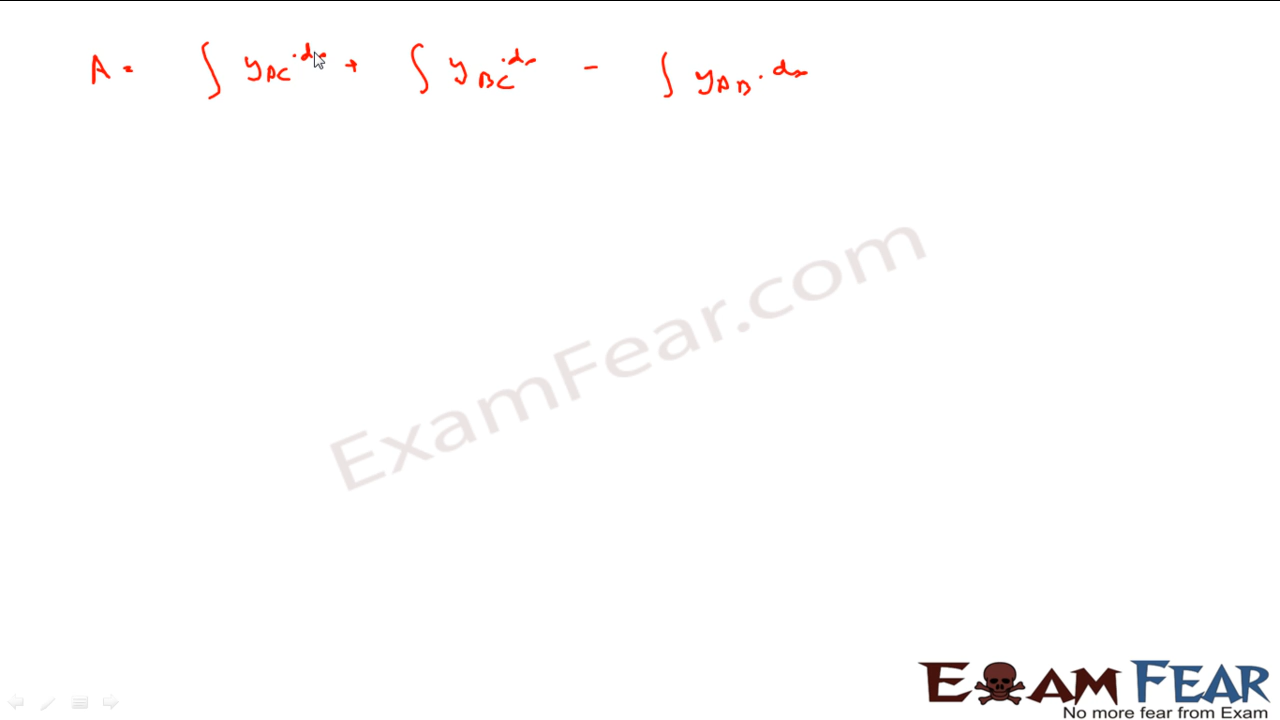 A = ∫ y_AC · dx + ∫ y_BC · dx - ∫ y_AB · dx
ExamFear.com
EXAM FEAR
No more fear from Exam